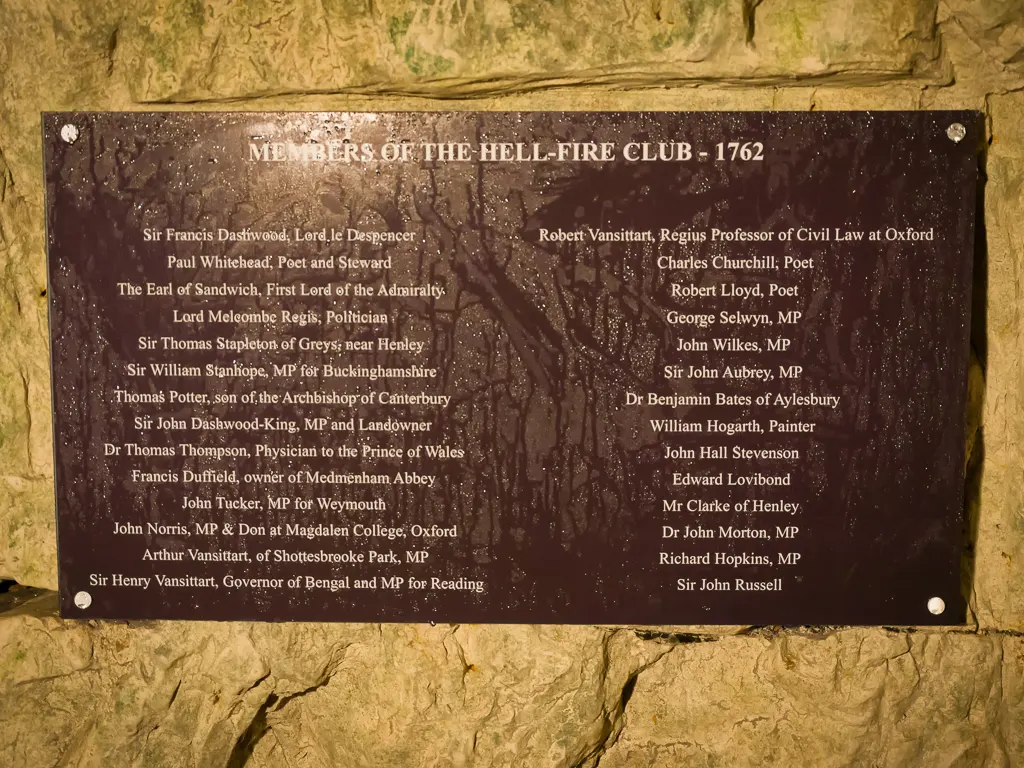 MEMBERS OF THE HELL-FIRE CLUB - 1762
Sir Francis Dashwood, Lord le Despencer
Paul Whitehead, Poet and Steward
The Earl of Sandwich, First Lord of the Admiralty
Lord Melcombe Regis, Politician
Sir Thomas Stapleton of Greys, near Henley
Sir William Stanhope, MP for Buckinghamshire
Thomas Potter, son of the Archbishop of Canterbury
Sir John Dashwood-King, MP and Landowner
Dr Thomas Thompson, Physician to the Prince of Wales
Francis Duffield, owner of Medmenham Abbey
John Tucker, MP for Weymouth
John Norris, MP & Don at Magdalen College, Oxford
Arthur Vansittart, of Shottesbrooke Park, MP
Sir Henry Vansittart, Governor of Bengal and MP for Reading
Robert Vansittart, Regius Professor of Civil Law at Oxford
Charles Churchill, Poet
Robert Lloyd, Poet
George Selwyn, MP
John Wilkes, MP
Sir John Aubrey, MP
Dr Benjamin Bates of Aylesbury
William Hogarth, Painter
John Hall Stevenson
Edward Lovibond
Mr Clarke of Henley
Dr John Morton, MP
Richard Hopkins, MP
Sir John Russell